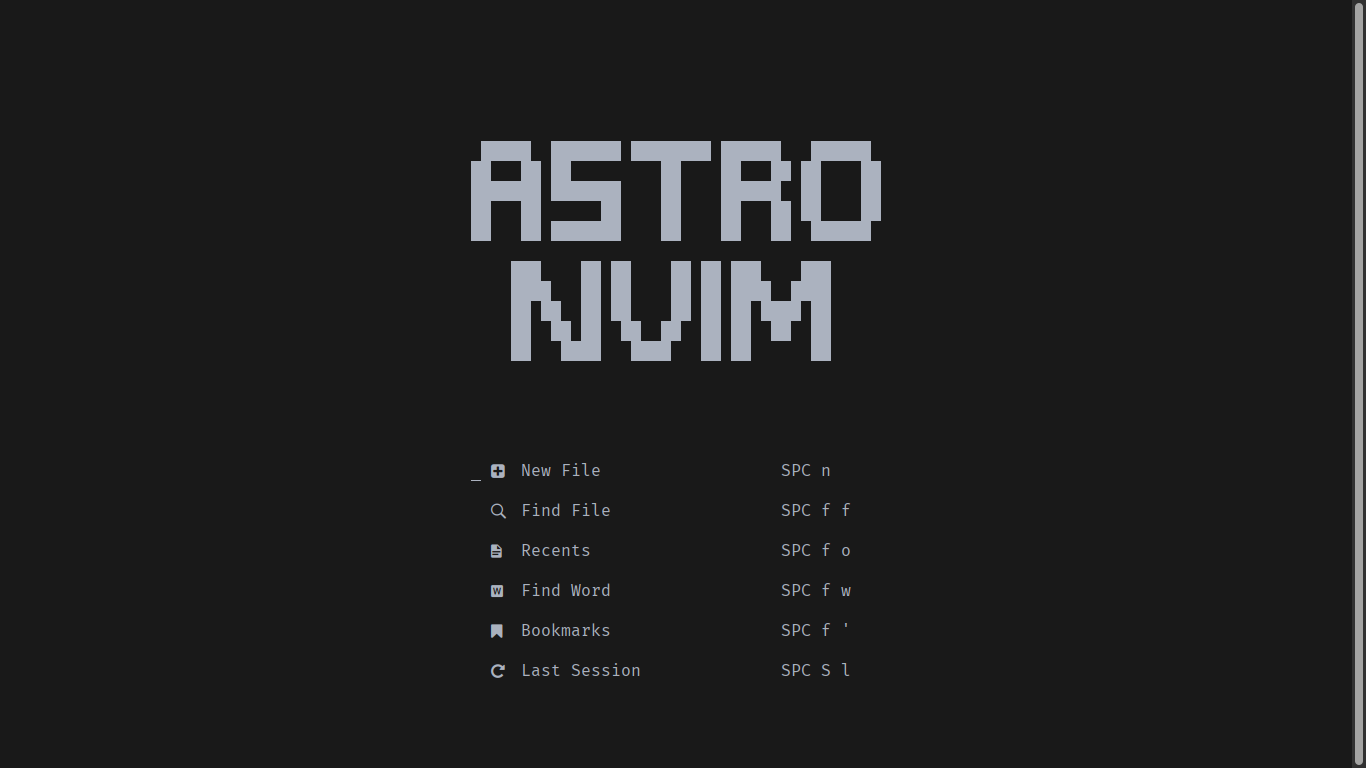 ASTRO
NVIM
New File SPC n
Find File SPC f f
Recents SPC f o
Find Word SPC f w
Bookmarks SPC f '
Last Session SPC S l